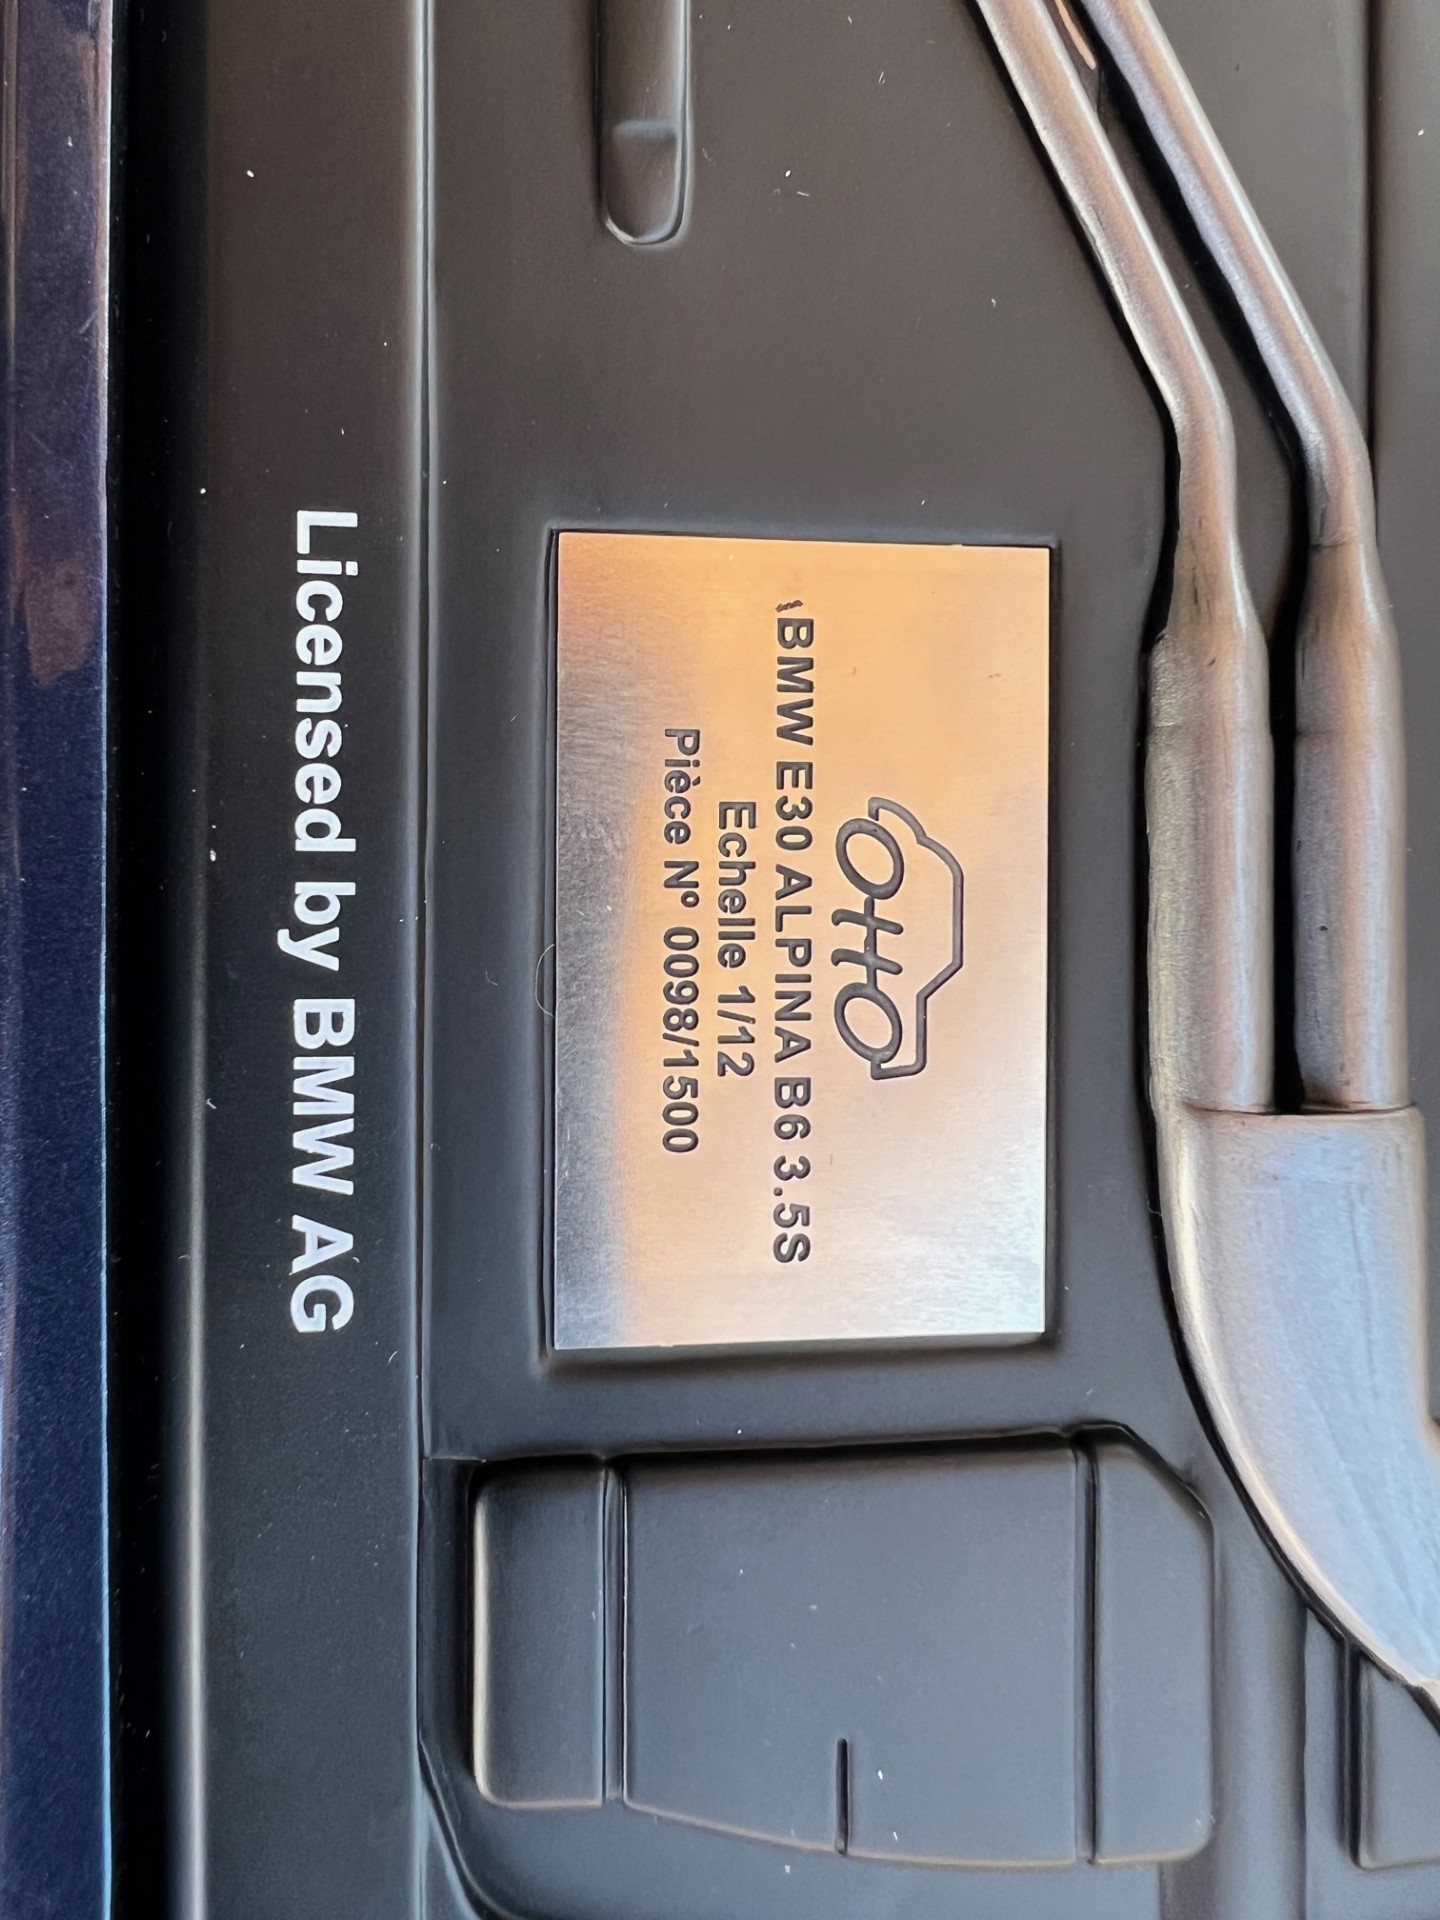 OTTO
BMW E30 ALPINA B6 3.5S
Echelle 1/12
Pièce N° 0098/1500
Licensed by BMW AG